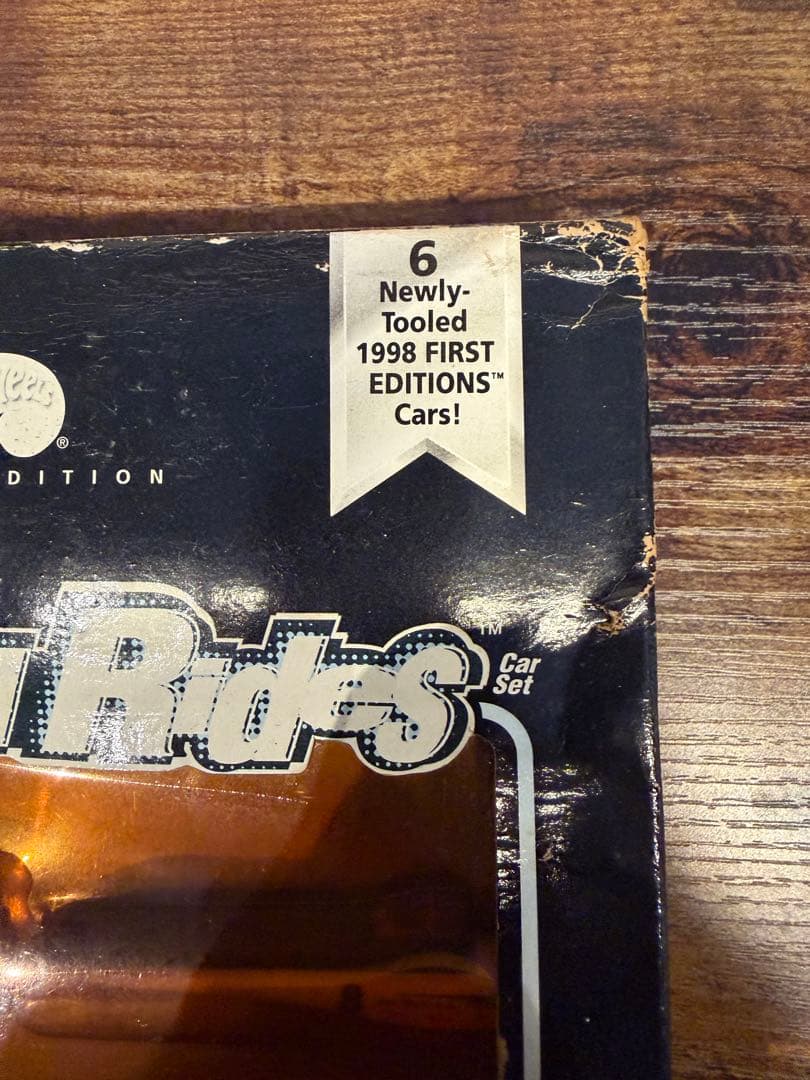 6
Newly-
Tooled
1998 FIRST
EDITIONS™
Cars!
®
DITION
Rides™
Car
Set